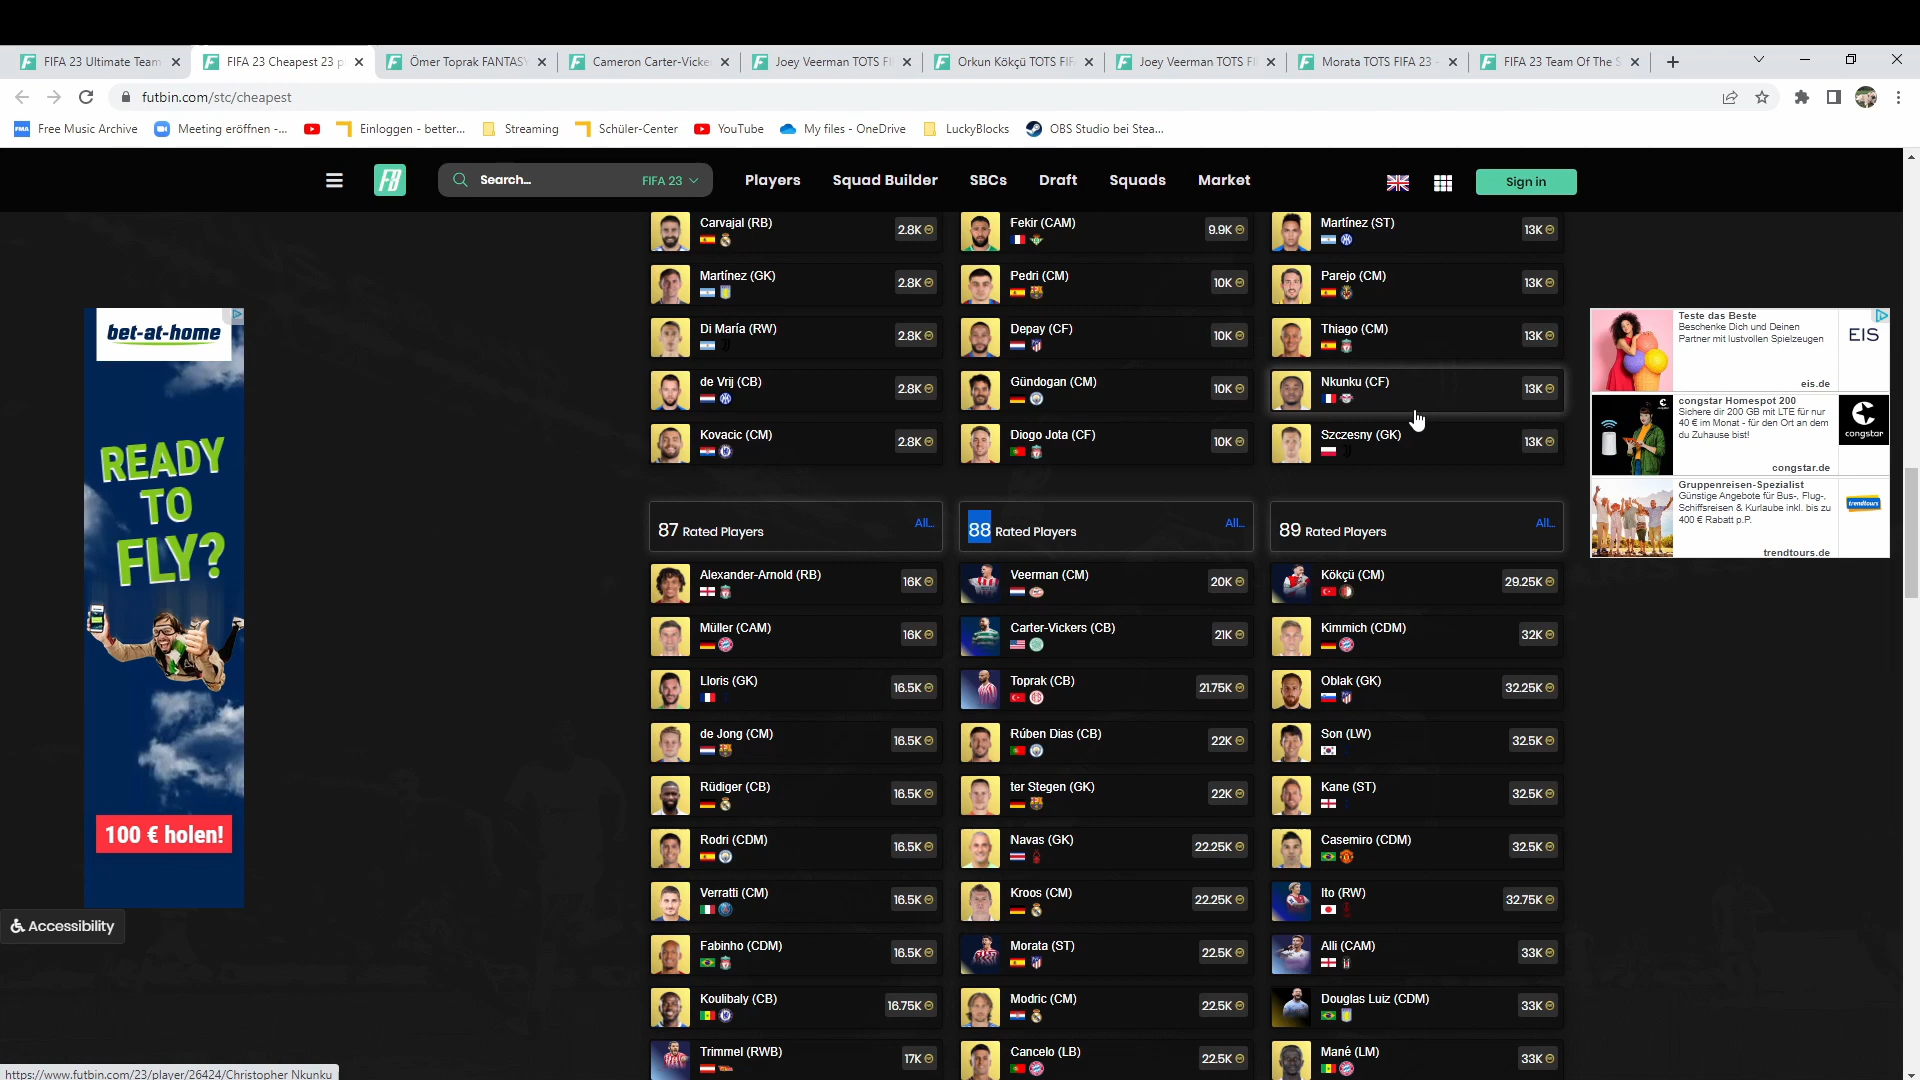 FIFA 23 Ultimate Team
FIFA 23 Cheapest 23 p
Ömer Toprak FANTASY
Cameron Carter-Vicke
Joey Veerman TOTS FI
Orkun Kökçü TOTS FIF
Joey Veerman TOTS FI
Morata TOTS FIFA 23 -
FIFA 23 Team Of The S
futbin.com/stc/cheapest
FMA Free Music Archive
Meeting eröffnen -...
Einloggen - better...
Streaming
Schüler-Center
YouTube
My files - OneDrive
LuckyBlocks
OBS Studio bei Stea...
FB
Search...
FIFA 23
Players
Squad Builder
SBCs
Draft
Squads
Market
Sign in
Carvajal (RB) 2.8K
Martínez (GK) 2.8K
Di María (RW) 2.8K
de Vrij (CB) 2.8K
Kovacic (CM) 2.8K
Fekir (CAM) 9.9K
Pedri (CM) 10K
Depay (CF) 10K
Gündogan (CM) 10K
Diogo Jota (CF) 10K
Martínez (ST) 13K
Parejo (CM) 13K
Thiago (CM) 13K
Nkunku (CF) 13K
Szczesny (GK) 13K
87 Rated Players All...
Alexander-Arnold (RB) 16K
Müller (CAM) 16K
Lloris (GK) 16.5K
de Jong (CM) 16.5K
Rüdiger (CB) 16.5K
Rodri (CDM) 16.5K
Verratti (CM) 16.5K
Fabinho (CDM) 16.5K
Koulibaly (CB) 16.75K
Trimmel (RWB) 17K
88 Rated Players All...
Veerman (CM) 20K
Carter-Vickers (CB) 21K
Toprak (CB) 21.75K
Rúben Dias (CB) 22K
ter Stegen (GK) 22K
Navas (GK) 22.25K
Kroos (CM) 22.25K
Morata (ST) 22.5K
Modric (CM) 22.5K
Cancelo (LB) 22.5K
89 Rated Players All...
Kökçü (CM) 29.25K
Kimmich (CDM) 32K
Oblak (GK) 32.25K
Son (LW) 32.5K
Kane (ST) 32.5K
Casemiro (CDM) 32.5K
Ito (RW) 32.75K
Alli (CAM) 33K
Douglas Luiz (CDM) 33K
Mané (LM) 33K
bet-at-home
READY
TO
FLY?
100 € holen!
Teste das Beste
Beschenke Dich und Deinen
Partner mit lustvollen Spielzeugen
EIS
eis.de
congstar Homespot 200
Sichere dir 200 GB mit LTE für nur
40 € im Monat - für den Ort an dem
du Zuhause bist!
congstar
congstar.de
Gruppenreisen-Spezialist
Günstige Angebote für Bus-, Flug-,
Schiffsreisen & Kurlaube inkl. bis zu
400 € Rabatt p.P.
trendtours
trendtours.de
Accessibility
https://www.futbin.com/23/player/26424/Christopher Nkunku